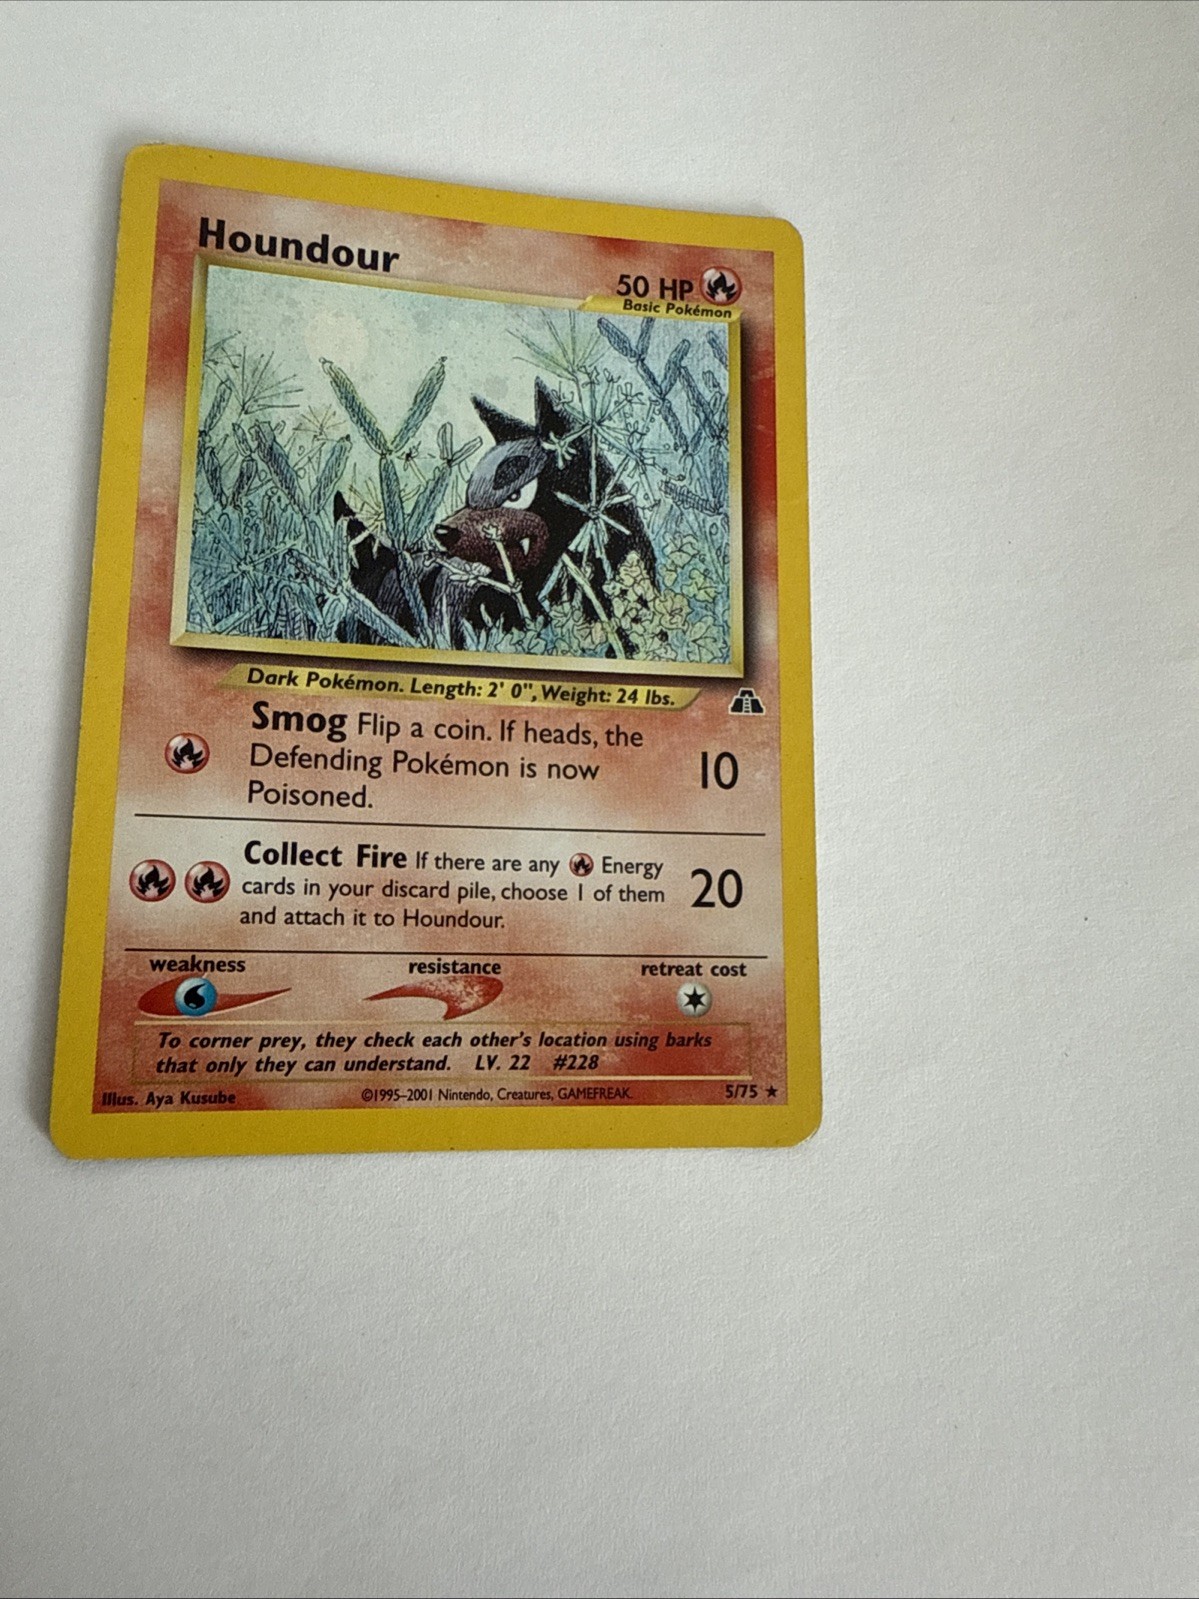 Houndour
50 HP
Basic Pokémon
Dark Pokémon. Length: 2' 0", Weight: 24 lbs.
Smog Flip a coin. If heads, the
Defending Pokémon is now
Poisoned.
10
Collect Fire If there are any Energy
cards in your discard pile, choose 1 of them
and attach it to Houndour.
20
weakness
resistance
retreat cost
To corner prey, they check each other's location using barks
that only they can understand. LV. 22 #228
Illus. Aya Kusube
©1995–2001 Nintendo, Creatures, GAMEFREAK.
5/75 ★